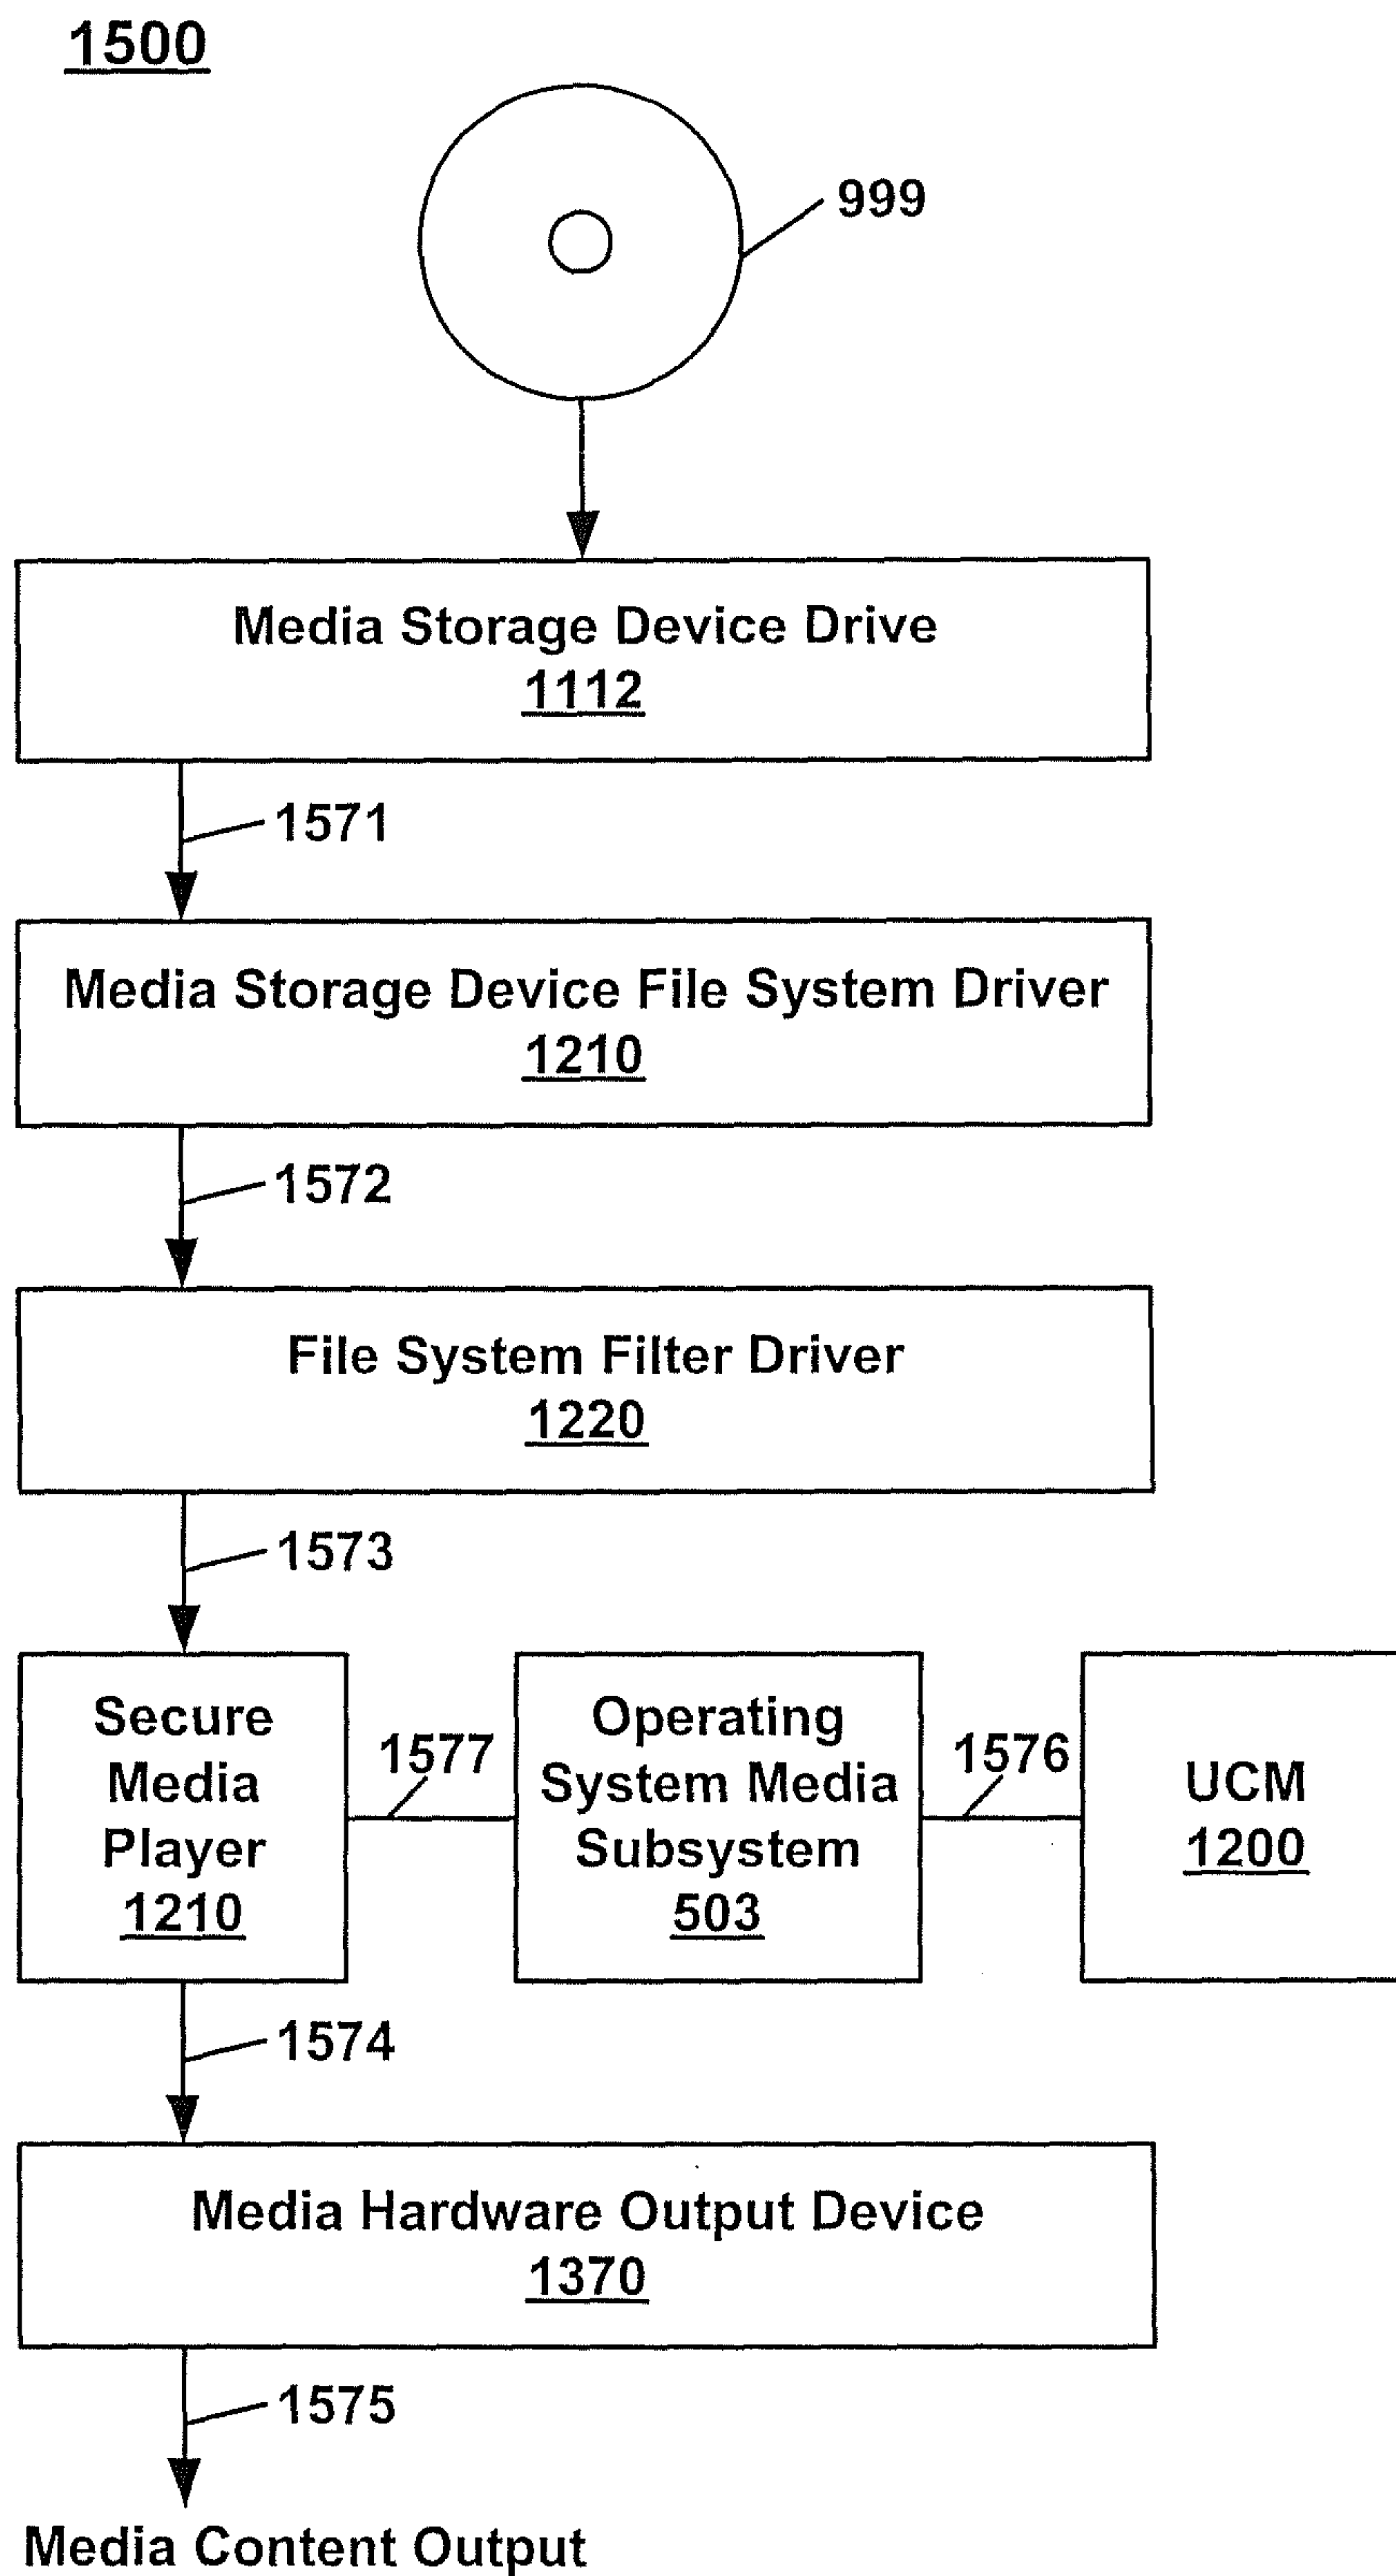 1500
999
Media Storage Device Drive
1112
1571
Media Storage Device File System Driver
1210
1572
File System Filter Driver
1220
1573
Secure
Media
Player
1210
1577
Operating
System Media
Subsystem
503
1576
UCM
1200
1574
Media Hardware Output Device
1370
1575
Media Content Output